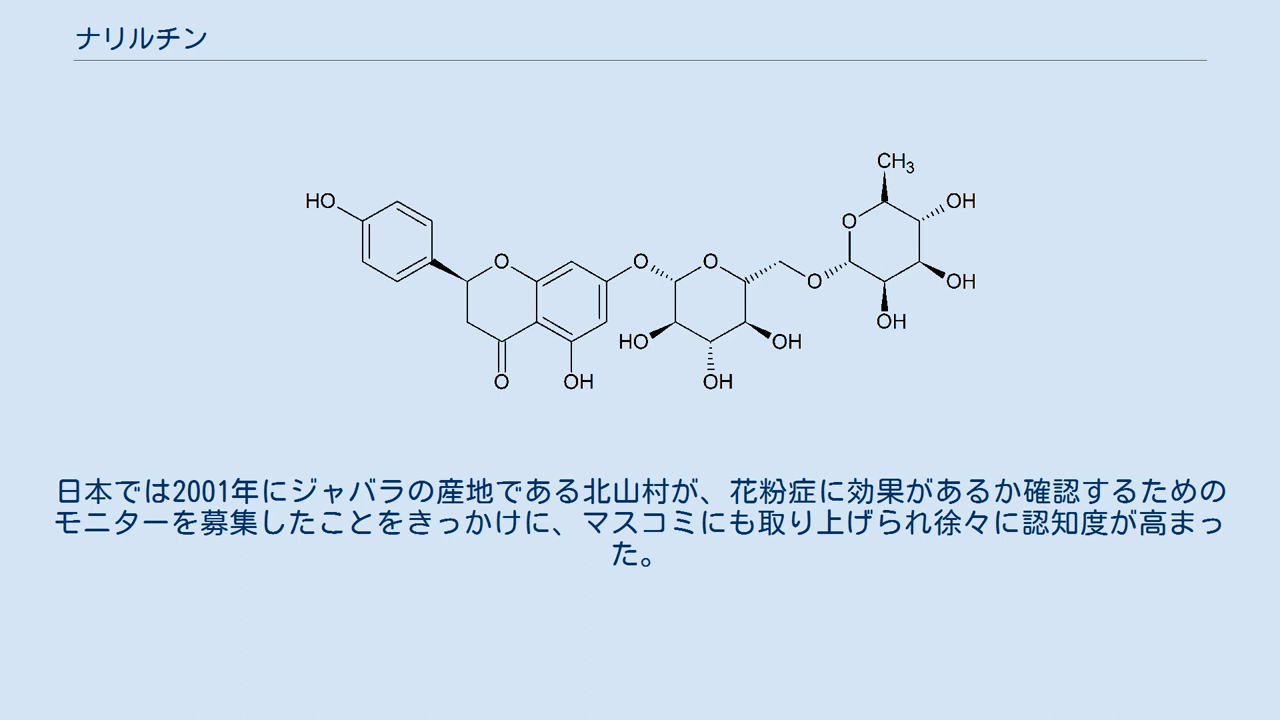 ナリルチン
CH3
HO
O
OH
O
O
O
O
OH
OH
HO
OH
O
OH
OH
日本では2001年にジャバラの産地である北山村が、花粉症に効果があるか確認するための
モニターを募集したことをきっかけに、マスコミにも取り上げられ徐々に認知度が高まっ
た。